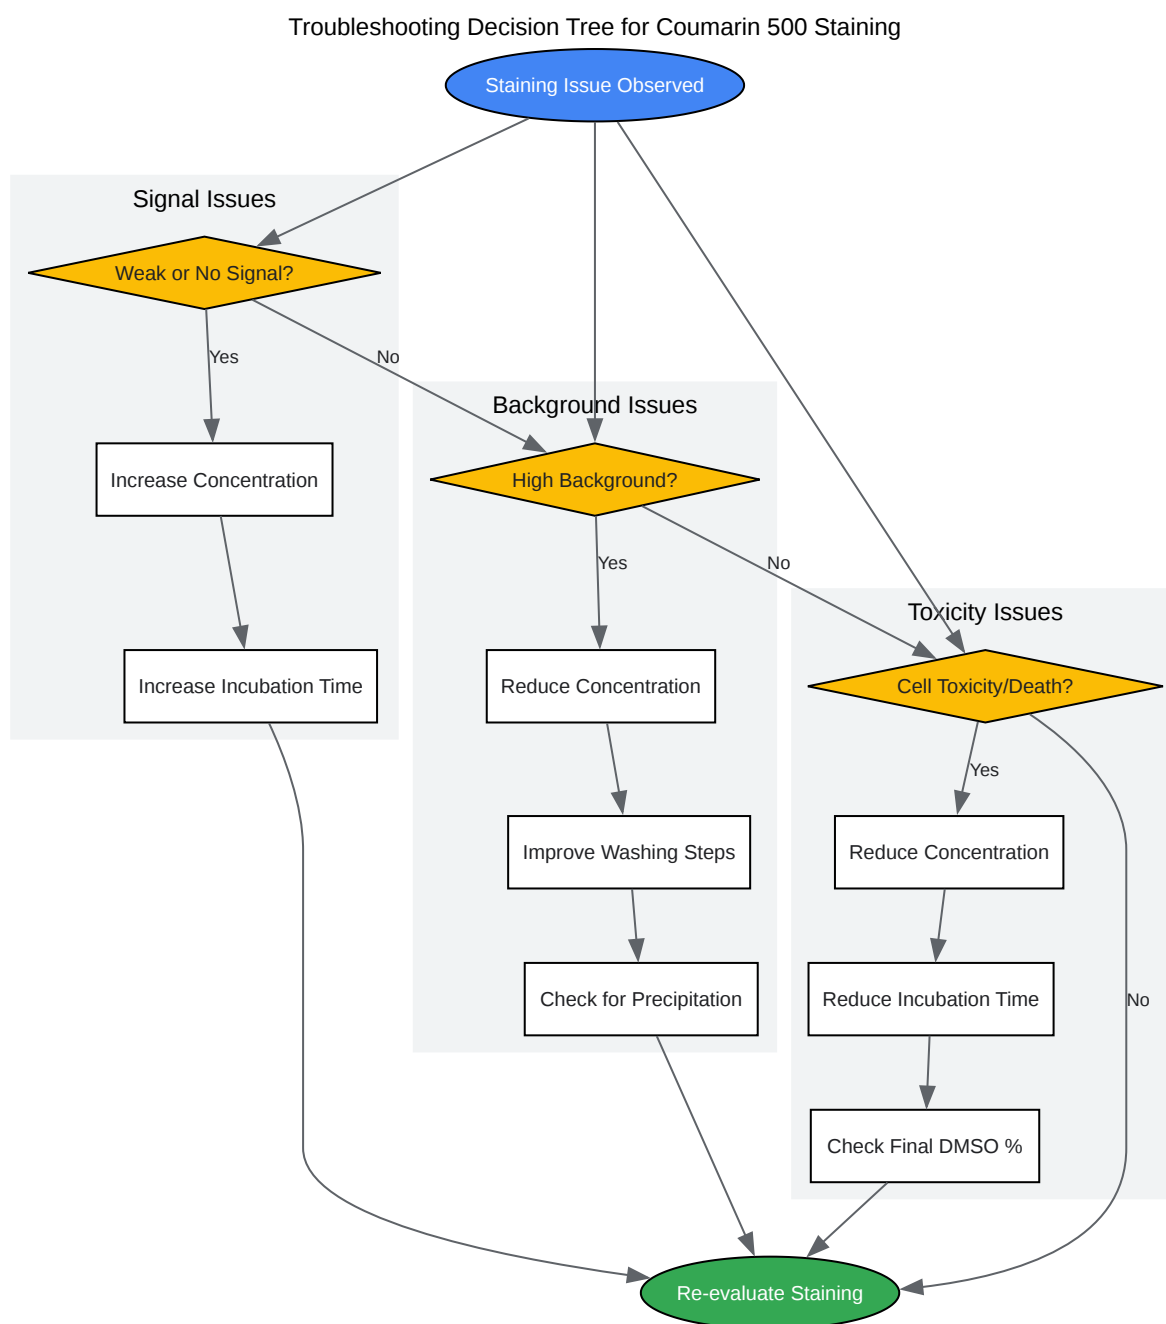 Troubleshooting Decision Tree for Coumarin 500 Staining
Staining Issue Observed
Signal Issues
Weak or No Signal?
Yes
No
Increase Concentration
Increase Incubation Time
Background Issues
High Background?
Yes
No
Reduce Concentration
Improve Washing Steps
Check for Precipitation
Toxicity Issues
Cell Toxicity/Death?
Yes
No
Reduce Concentration
Reduce Incubation Time
Check Final DMSO %
Re-evaluate Staining